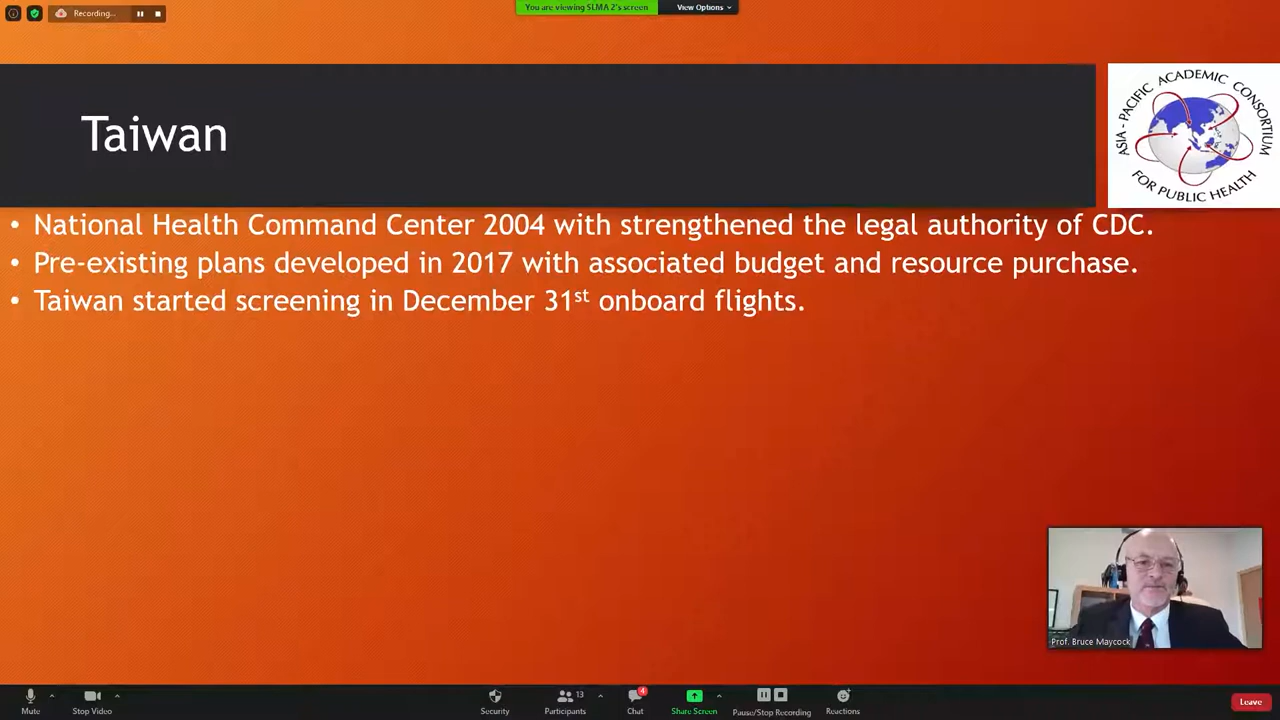 Recording...
You are viewing SLMA 2's screen
View Options
Taiwan
ASIA - PACIFIC ACADEMIC CONSORTIUM
FOR PUBLIC HEALTH
• National Health Command Center 2004 with strengthened the legal authority of CDC.
• Pre-existing plans developed in 2017 with associated budget and resource purchase.
• Taiwan started screening in December 31st onboard flights.
Prof. Bruce Maycock
Mute
Stop Video
Security
13
Participants
4
Chat
Share Screen
Pause/Stop Recording
Reactions
Leave